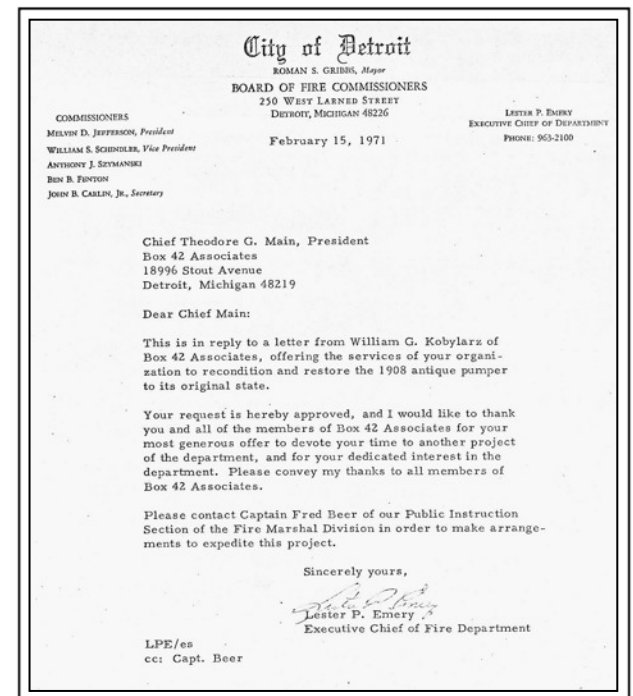 City of Detroit
ROMAN S. GRIBBS, Mayor
BOARD OF FIRE COMMISSIONERS
250 WEST LARNED STREET
DETROIT, MICHIGAN 48226
February 15, 1971
COMMISSIONERS
MELVIN D. JEFFERSON, President
WILLIAM S. SCHINDLER, Vice President
ANTHONY J. SZYMANSKI
BEN B. FENTON
JOHN B. CARLIN, JR., Secretary
LESTER P. EMERY
EXECUTIVE CHIEF OF DEPARTMENT
PHONE: 963-2100
Chief Theodore G. Main, President
Box 42 Associates
18996 Stout Avenue
Detroit, Michigan 48219
Dear Chief Main:
This is in reply to a letter from William G. Kobylarz of
Box 42 Associates, offering the services of your organi-
zation to recondition and restore the 1908 antique pumper
to its original state.
Your request is hereby approved, and I would like to thank
you and all of the members of Box 42 Associates for your
most generous offer to devote your time to another project
of the department, and for your dedicated interest in the
department. Please convey my thanks to all members of
Box 42 Associates.
Please contact Captain Fred Beer of our Public Instruction
Section of the Fire Marshal Division in order to make arrange-
ments to expedite this project.
Sincerely yours,
Lester P. Emery
Lester P. Emery
Executive Chief of Fire Department
LPE/es
cc: Capt. Beer